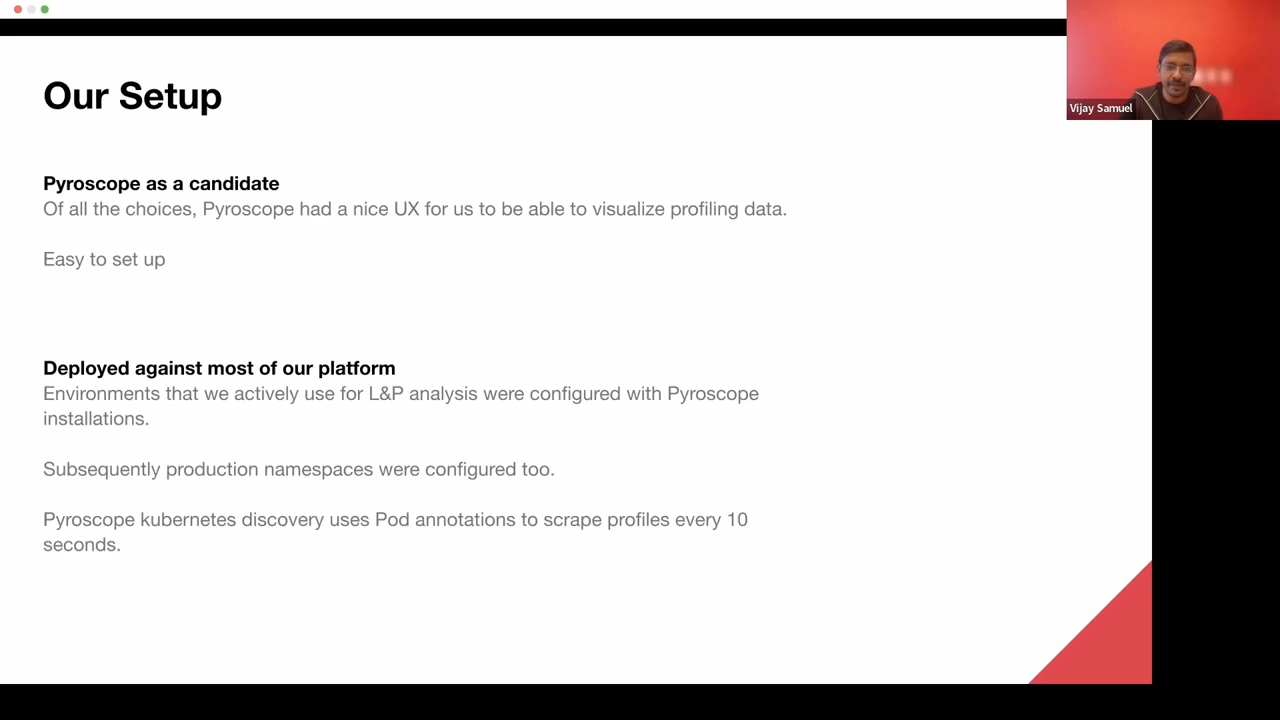 Our Setup
Vijay Samuel
Pyroscope as a candidate
Of all the choices, Pyroscope had a nice UX for us to be able to visualize profiling data.
Easy to set up
Deployed against most of our platform
Environments that we actively use for L&P analysis were configured with Pyroscope
installations.
Subsequently production namespaces were configured too.
Pyroscope kubernetes discovery uses Pod annotations to scrape profiles every 10
seconds.